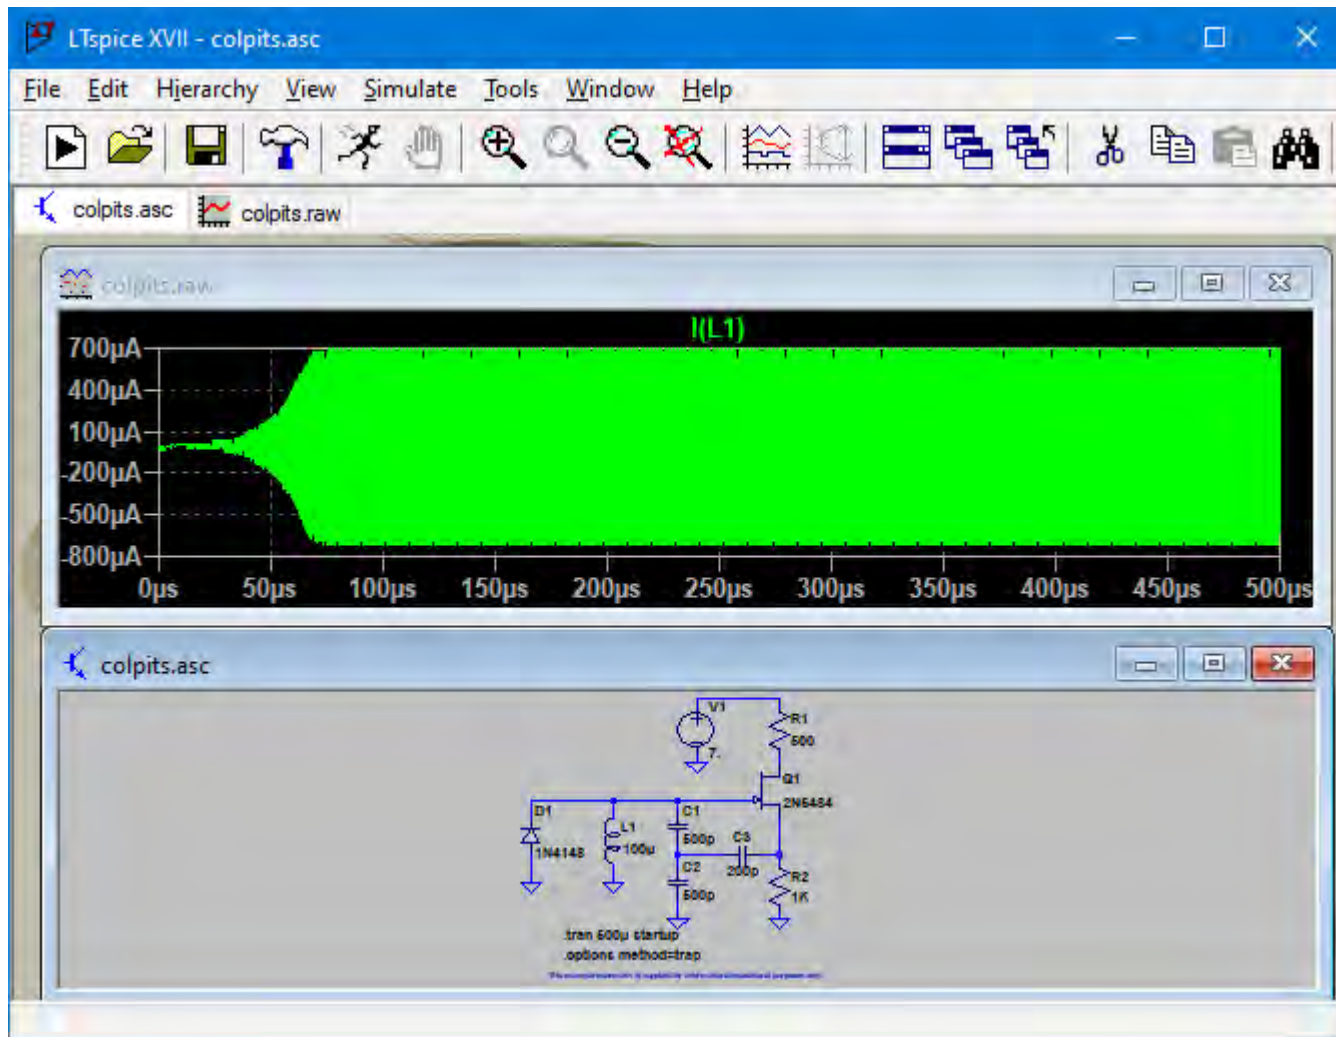 LTspice XVII - colpits.asc
File Edit Hierarchy View Simulate Tools Window Help
colpits.asc colpits.raw
colpits.raw
I(L1)
700µA
400µA
100µA
-200µA
-500µA
-800µA
0µs 50µs 100µs 150µs 200µs 250µs 300µs 350µs 400µs 450µs 500µs
colpits.asc
V1
7.
R1
500
Q1
2N5484
D1
1N4148
L1
100µ
C1
500p
C3
200p
C2
500p
R2
1K
.tran 500µ startup
.options method=trap